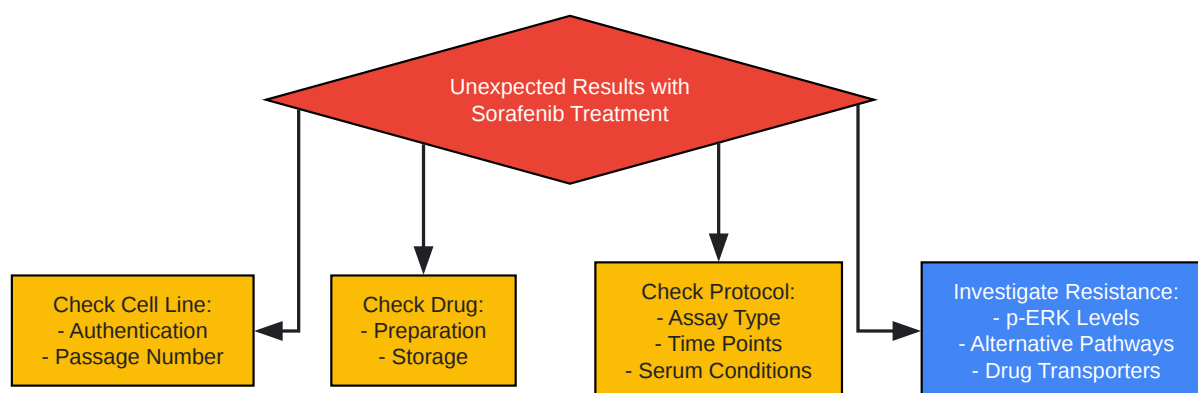 Unexpected Results with
Sorafenib Treatment
Check Cell Line:
- Authentication
- Passage Number
Check Drug:
- Preparation
- Storage
Check Protocol:
- Assay Type
- Time Points
- Serum Conditions
Investigate Resistance:
- p-ERK Levels
- Alternative Pathways
- Drug Transporters